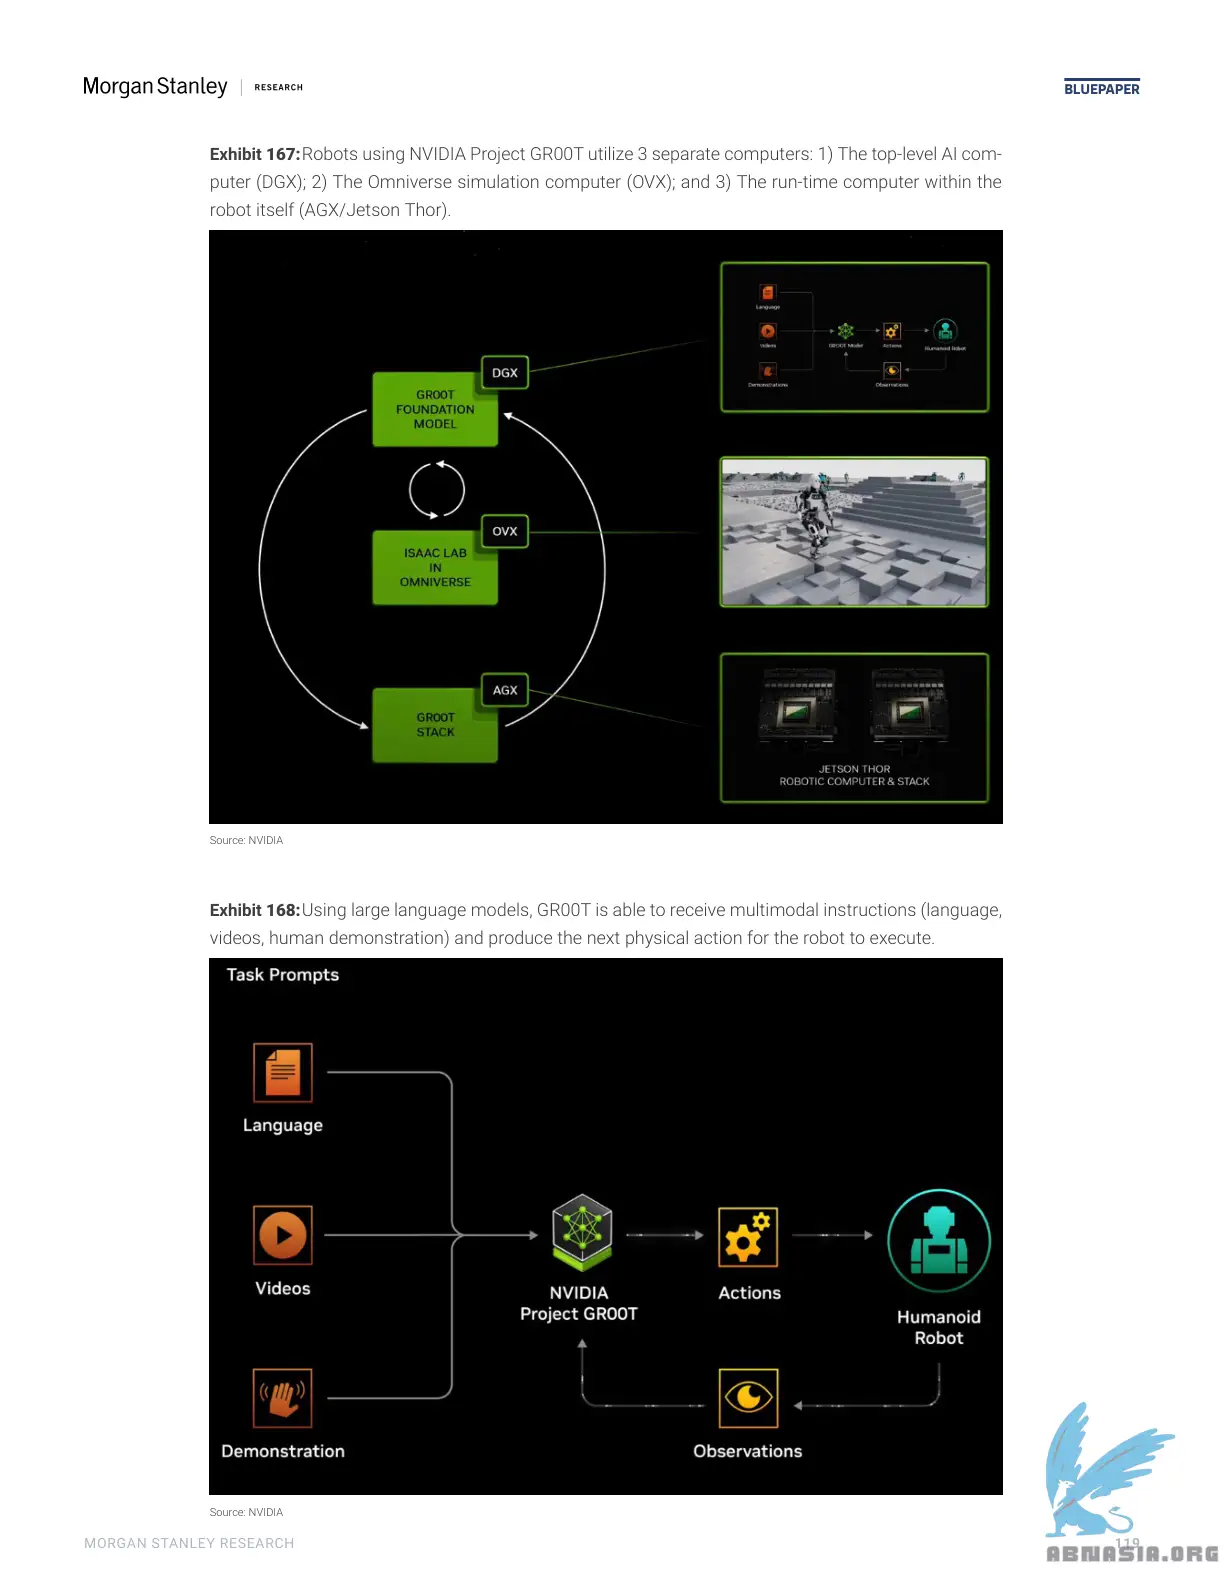 Morgan Stanley | RESEARCH
BLUEPAPER
Exhibit 167: Robots using NVIDIA Project GR00T utilize 3 separate computers: 1) The top-level AI com-
puter (DGX); 2) The Omniverse simulation computer (OVX); and 3) The run-time computer within the
robot itself (AGX/Jetson Thor).
DGX
GR00T
FOUNDATION
MODEL
OVX
ISAAC LAB
IN
OMNIVERSE
AGX
GR00T
STACK
Language
Videos
GR00T Model
Actions
Humanoid Robot
Demonstrations
Observations
JETSON THOR
ROBOTIC COMPUTER & STACK
Source: NVIDIA
Exhibit 168: Using large language models, GR00T is able to receive multimodal instructions (language,
videos, human demonstration) and produce the next physical action for the robot to execute.
Task Prompts
Language
Videos
NVIDIA
Project GR00T
Actions
Humanoid
Robot
Demonstration
Observations
Source: NVIDIA
MORGAN STANLEY RESEARCH
119
ABNASIA.ORG